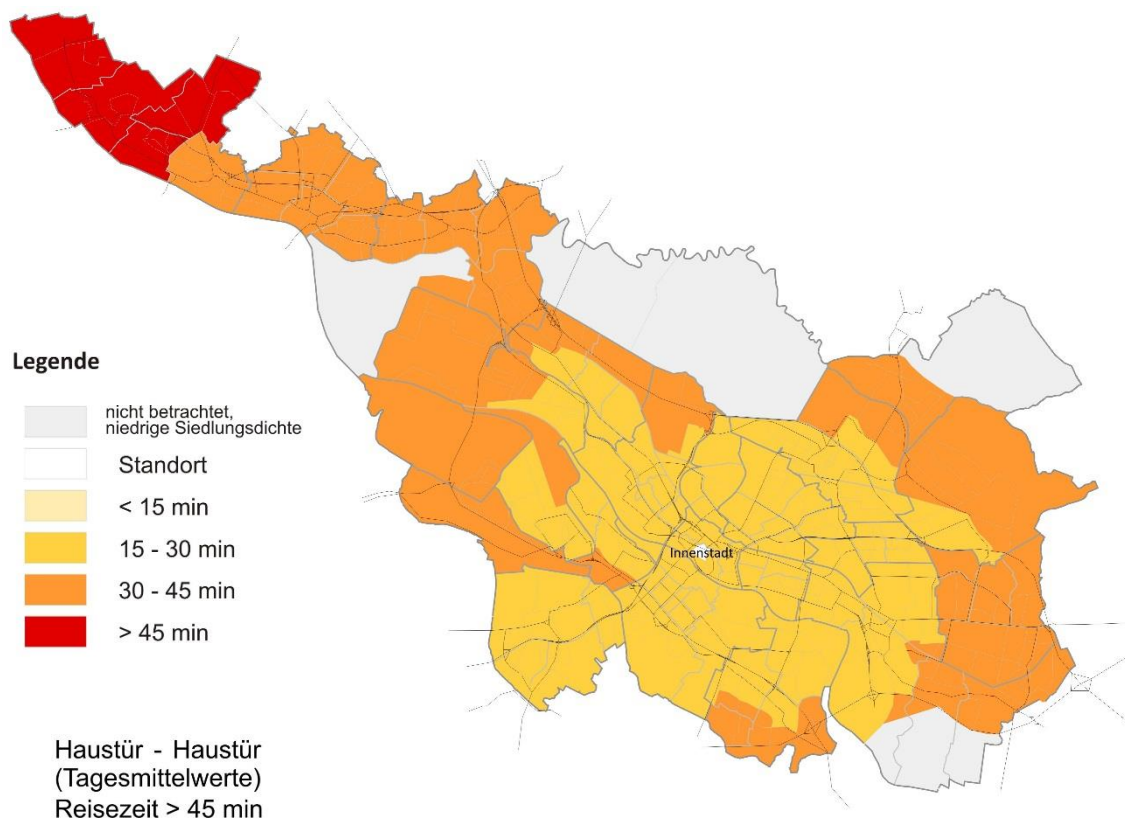 Innenstadt
Legende
nicht betrachtet,
niedrige Siedlungsdichte
Standort
< 15 min
15 - 30 min
30 - 45 min
> 45 min
Haustür - Haustür
(Tagesmittelwerte)
Reisezeit > 45 min